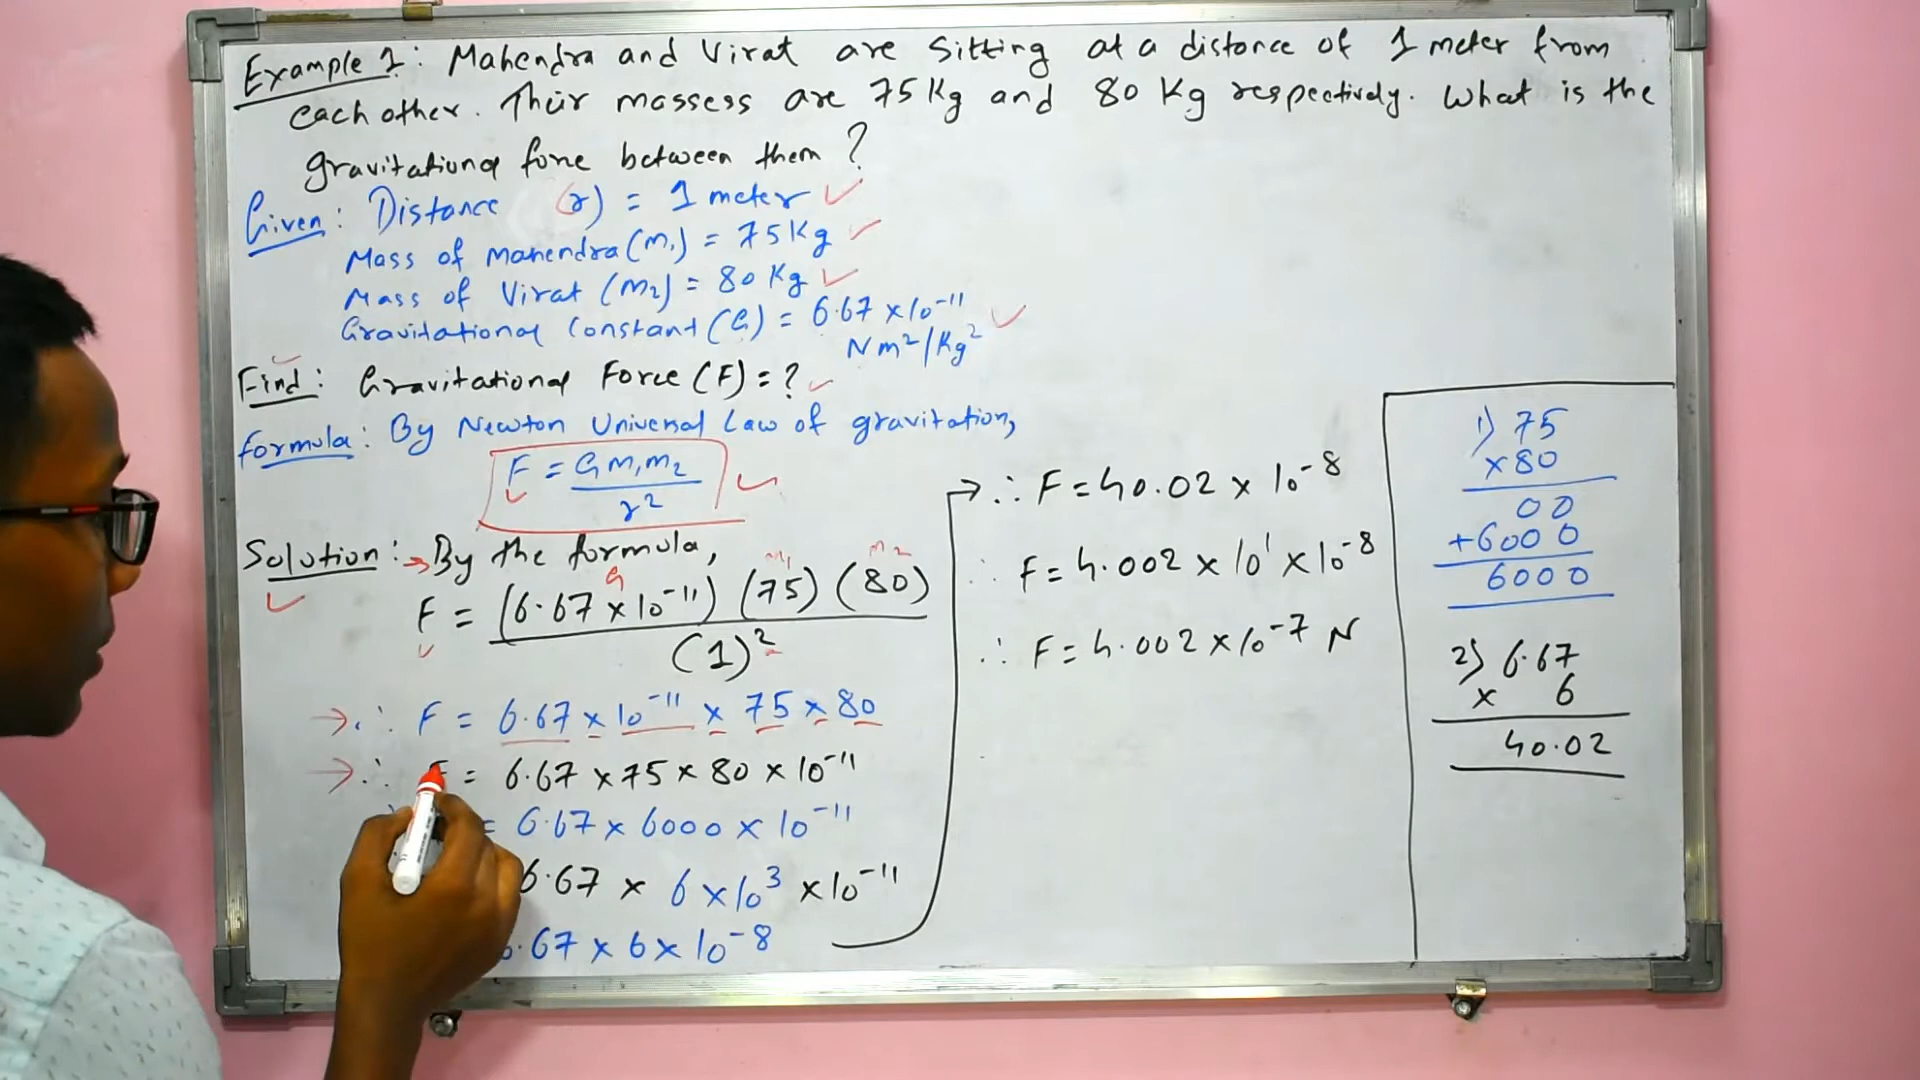 Example 1: Mahendra and Virat are sitting at a distance of 1 meter from
each other. Their massess are 75 Kg and 80 Kg respectively. What is the
gravitational force between them?
Given: Distance (r) = 1 meter ✓
Mass of Mahendra (m₁) = 75 Kg ✓
Mass of Virat (m₂) = 80 Kg ✓
Gravitational Constant (G) = 6.67 × 10⁻¹¹ ✓
Nm²/Kg²
Find: Gravitational Force (F) = ? ✓
Formula: By Newton Universal Law of gravitation,
F = Gm₁m₂ / r² ✓
Solution: → By the formula,
G m₁ m₂
F = (6.67 × 10⁻¹¹) (75) (80) / (1)²
→ ∴ F = 6.67 × 10⁻¹¹ × 75 × 80
→ ∴ F = 6.67 × 75 × 80 × 10⁻¹¹
= 6.67 × 6000 × 10⁻¹¹
6.67 × 6 × 10³ × 10⁻¹¹
6.67 × 6 × 10⁻⁸
→ ∴ F = 40.02 × 10⁻⁸
∴ F = 4.002 × 10¹ × 10⁻⁸
∴ F = 4.002 × 10⁻⁷ N
1) 75
× 80
00
+6000
6000
2) 6.67
× 6
40.02